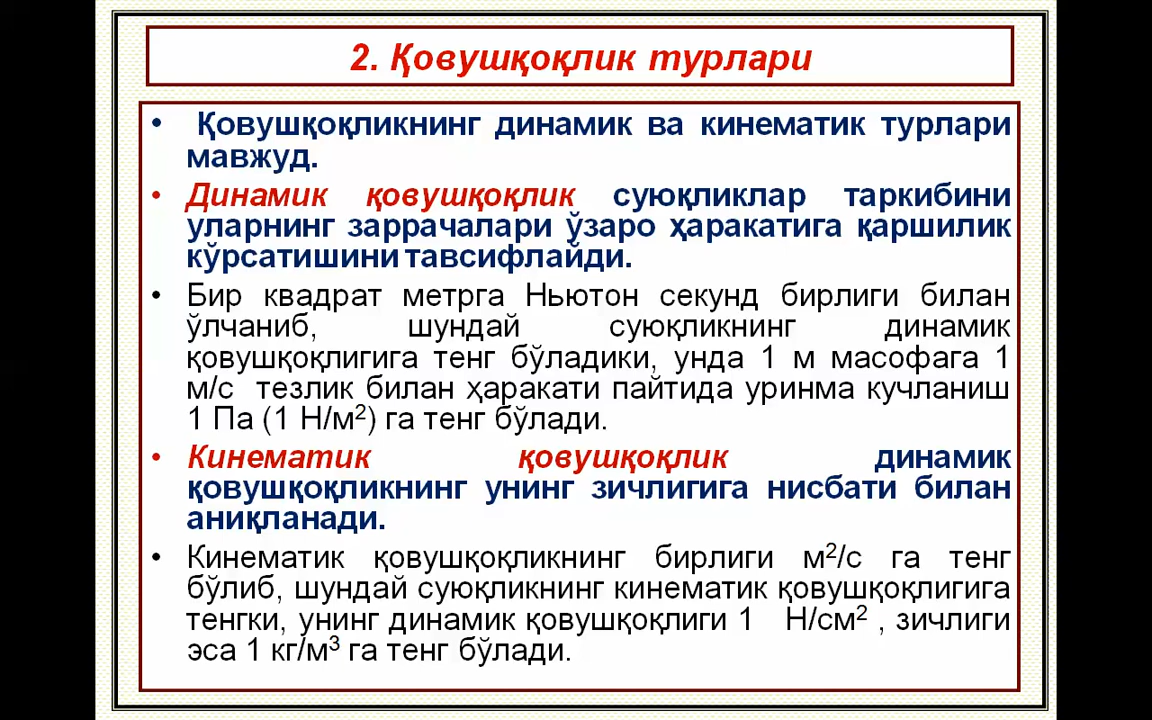 2. Қовушқоқлик турлари
• Қовушқоқликнинг динамик ва кинематик турлари
мавжуд.
• Динамик қовушқоқлик суюқликлар таркибини
уларнинг заррачалари ўзаро ҳаракатига қаршилик
кўрсатишини тавсифлайди.
• Бир квадрат метрга Ньютон секунд бирлиги билан
ўлчаниб, шундай суюқликнинг динамик
қовушқоқлигига тенг бўладики, унда 1 м масофага 1
м/с тезлик билан ҳаракати пайтида уринма кучланиш
1 Па (1 Н/м²) га тенг бўлади.
• Кинематик қовушқоқлик динамик
қовушқоқликнинг унинг зичлигига нисбати билан
аниқланади.
• Кинематик қовушқоқликнинг бирлиги м²/с га тенг
бўлиб, шундай суюқликнинг кинематик қовушқоқлигига
тенгки, унинг динамик қовушқоқлиги 1 Н/см² , зичлиги
эса 1 кг/м³ га тенг бўлади.